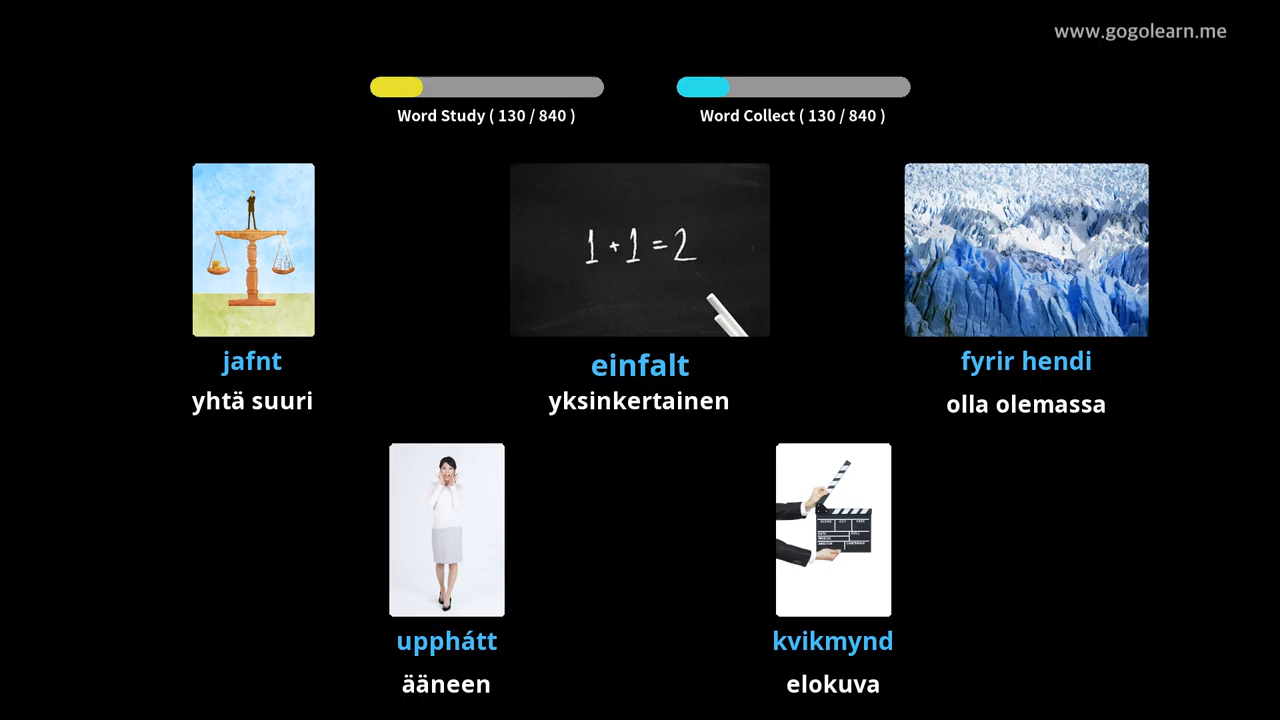 www.gogolearn.me
Word Study ( 130 / 840 )
Word Collect ( 130 / 840 )
1 + 1 = 2
jafnt
yhtä suuri
einfalt
yksinkertainen
fyrir hendi
olla olemassa
upphátt
ääneen
kvikmynd
elokuva